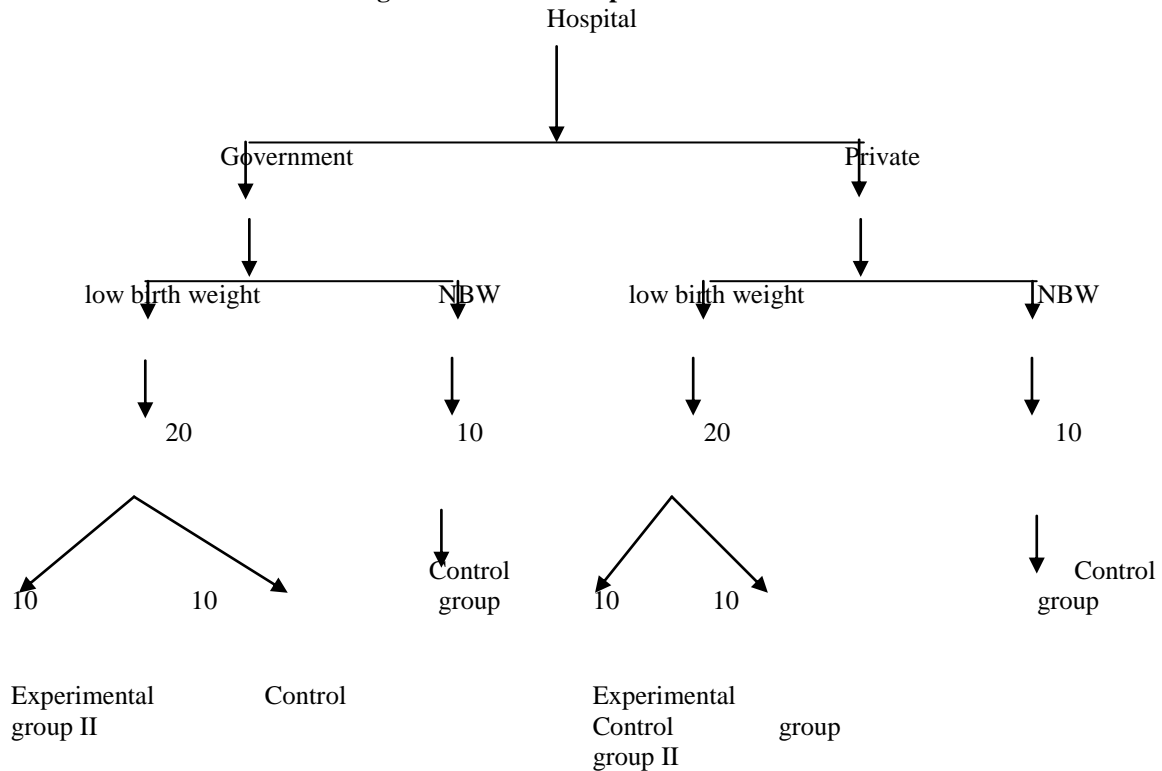 Hospital
Government Private
low birth weight NBW low birth weight NBW
20 10 20 10
Control Control
10 10 group 10 10 group
Experimental Control Experimental
group II Control group
group II